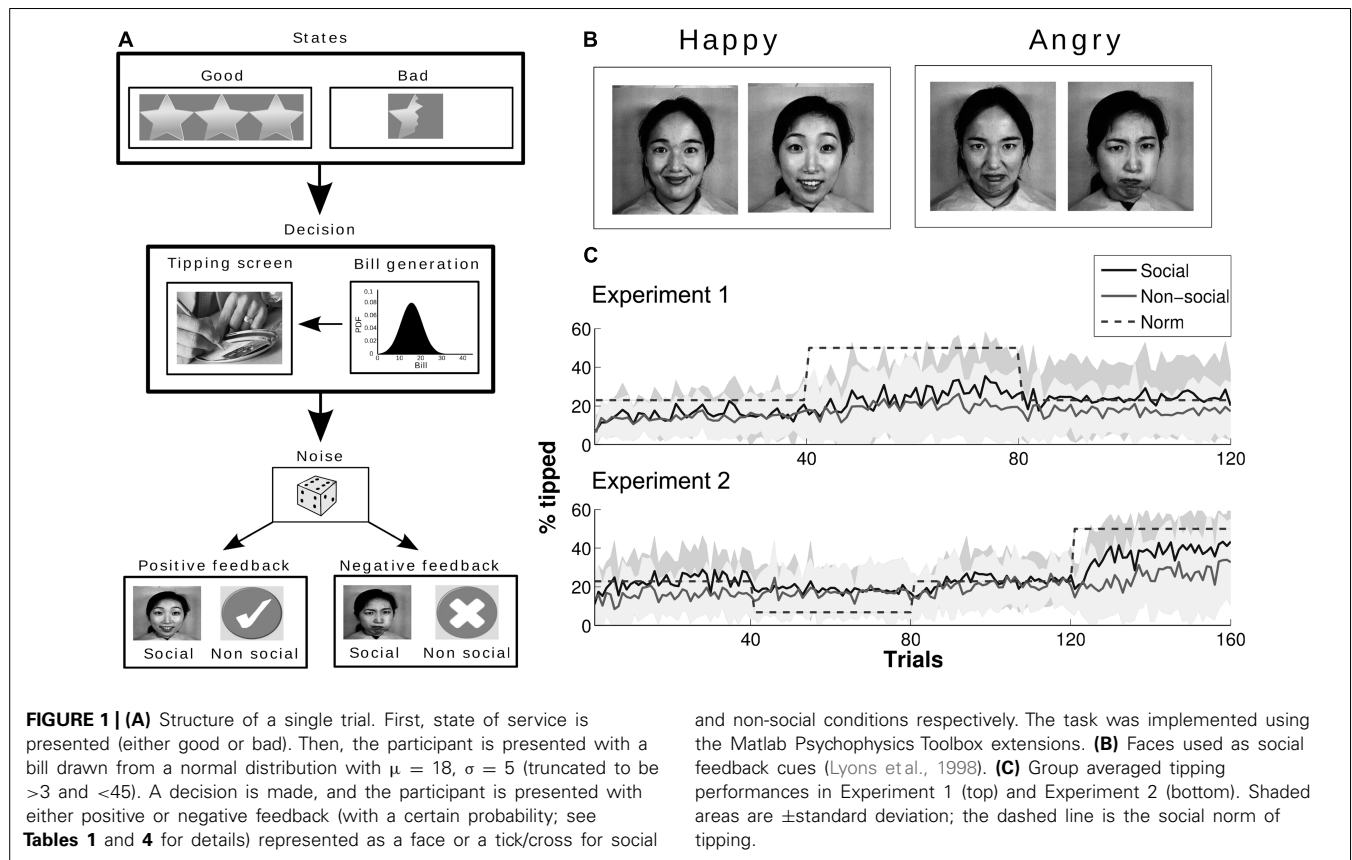 A
States
Good
Bad
Decision
Tipping screen
Bill generation
0.1
0.08
0.06
0.04
0.02
0
PDF
0 10 20 30 40
Bill
Noise
Positive feedback
Negative feedback
Social Non social
Social Non social
B
Happy
Angry
C
Social
Non-social
Norm
Experiment 1
60
40
20
0
40 80 120
Experiment 2
60
40
20
0
40 80 120 160
% tipped
Trials
FIGURE 1 | (A) Structure of a single trial. First, state of service is
presented (either good or bad). Then, the participant is presented with a
bill drawn from a normal distribution with μ = 18, σ = 5 (truncated to be
>3 and <45). A decision is made, and the participant is presented with
either positive or negative feedback (with a certain probability; see
Tables 1 and 4 for details) represented as a face or a tick/cross for social
and non-social conditions respectively. The task was implemented using
the Matlab Psychophysics Toolbox extensions. (B) Faces used as social
feedback cues (Lyons et al., 1998). (C) Group averaged tipping
performances in Experiment 1 (top) and Experiment 2 (bottom). Shaded
areas are ±standard deviation; the dashed line is the social norm of
tipping.